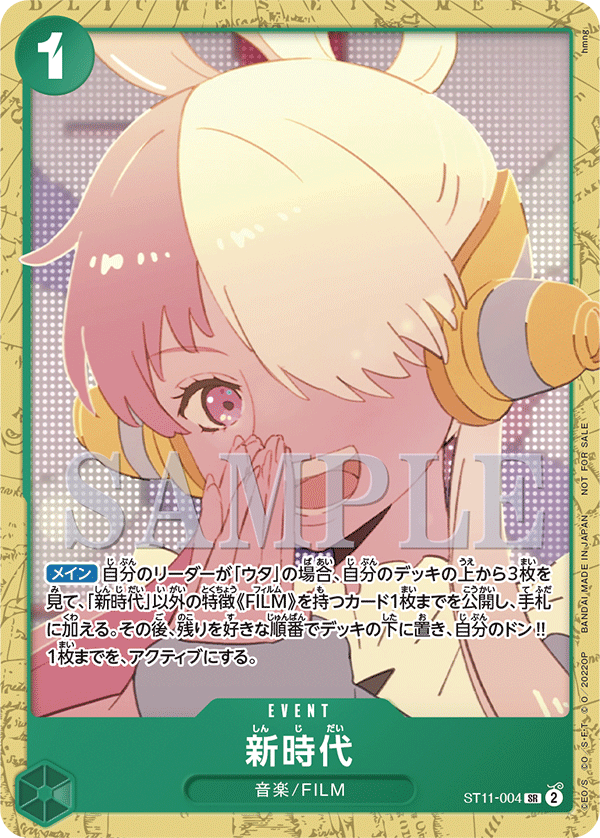 DLICHES EISMEER
1
hmng
SAMPLE
メイン 自分のリーダーが「ウタ」の場合、自分のデッキの上から3枚を
見て、「新時代」以外の特徴《FILM》を持つカード1枚までを公開し、手札
に加える。その後、残りを好きな順番でデッキの下に置き、自分のドン!!
1枚までを、アクティブにする。
EVENT
新時代
音楽/FILM
ST11-004 SR 2
©E.O/S. ©O./S.・E.T ©O./2022OP BANDAI MADE IN JAPAN NOT FOR SALE